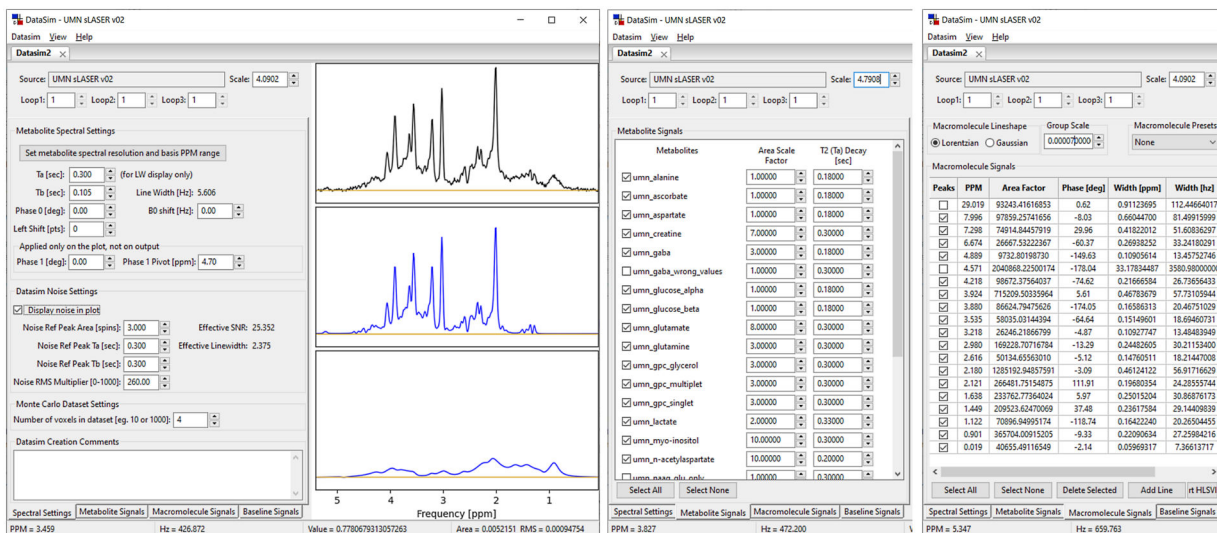 DataSim - UMN sLASER v02
Datasim View Help
Datasim2
Source: UMN sLASER v02 Scale: 4.0902
Loop1: 1 Loop2: 1 Loop3: 1
Metabolite Spectral Settings
Set metabolite spectral resolution and basis PPM range
Ta [sec]: 0.300 (for LW display only)
Tb [sec]: 0.105 Line Width [Hz]: 5.606
Phase 0 [deg]: 0.00 B0 shift [Hz]: 0.00
Left Shift [pts]: 0
Applied only on the plot, not on output
Phase 1 [deg]: 0.00 Phase 1 Pivot [ppm]: 4.70
Datasim Noise Settings
Display noise in plot
Noise Ref Peak Area [spins]: 3.000 Effective SNR: 25.352
Noise Ref Peak Ta [sec]: 0.300 Effective Linewidth: 2.375
Noise Ref Peak Tb [sec]: 0.300
Noise RMS Multiplier [0-1000]: 260.00
Monte Carlo Dataset Settings
Number of voxels in dataset [eg. 10 or 1000]: 4
Datasim Creation Comments
Spectral Settings Metabolite Signals Macromolecule Signals Baseline Signals
5 4 3 2 1
Frequency [ppm]
PPM = 3.459 Hz = 426.872 Value = 0.7780679313057263 Area = 0.0052151 RMS = 0.00094754
DataSim - UMN sLASER v02
Datasim View Help
Datasim2
Source: UMN sLASER v02 Scale: 4.7908
Loop1: 1 Loop2: 1 Loop3: 1
Metabolite Signals
Metabolites Area Scale Factor T2 (Ta) Decay [sec]
umn_alanine 1.00000 0.18000
umn_ascorbate 1.00000 0.18000
umn_aspartate 1.00000 0.18000
umn_creatine 7.00000 0.30000
umn_gaba 3.00000 0.18000
umn_gaba_wrong_values 1.00000 0.30000
umn_glucose_alpha 1.00000 0.18000
umn_glucose_beta 1.00000 0.18000
umn_glutamate 8.00000 0.30000
umn_glutamine 3.00000 0.30000
umn_gpc_glycerol 3.00000 0.30000
umn_gpc_multiplet 3.00000 0.30000
umn_gpc_singlet 3.00000 0.30000
umn_lactate 2.00000 0.33000
umn_myo-inositol 10.00000 0.30000
umn_n-acetylaspartate 10.00000 0.20000
umn_naag_glu_only 1.00000 0.30000
Select All Select None
Spectral Settings Metabolite Signals Macromolecule Signals Baseline Signals
PPM = 3.827 Hz = 472.200
DataSim - UMN sLASER v02
Datasim View Help
Datasim2
Source: UMN sLASER v02 Scale: 4.0902
Loop1: 1 Loop2: 1 Loop3: 1
Macromolecule Lineshape Group Scale Macromolecule Presets
Lorentzian Gaussian 0.000070000 None
Macromolecule Signals
Peaks PPM Area Factor Phase [deg] Width [ppm] Width [hz]
29.019 93243.41616853 0.62 0.91123695 112.44664017
7.996 97859.25741656 -8.03 0.66044700 81.49915999
7.298 74914.84457919 29.96 0.41822012 51.60836297
6.674 26667.53222367 -60.37 0.26938252 33.24180291
4.889 9732.80198730 -149.63 0.10905614 13.45752746
4.571 2040868.22500174 -178.04 33.17834487 3580.98000000
4.218 98672.37564037 -74.62 0.21666584 26.73656433
3.924 715209.50335964 5.61 0.46783679 57.73105944
3.880 86624.79475626 -174.05 0.16586313 20.46751029
3.535 58035.03144394 -64.64 0.15149601 18.69460731
3.218 26246.21866799 -4.87 0.10927747 13.48483949
2.980 169228.70716784 -13.29 0.24482605 30.21153400
2.616 50134.65563010 -5.12 0.14760511 18.21447008
2.180 1285192.94857591 -3.09 0.46124122 56.91716629
2.121 266481.75154875 111.91 0.19680354 24.28555744
1.638 233762.77364024 5.97 0.25015204 30.86876173
1.449 209523.62470069 37.48 0.23617584 29.14409839
1.122 70896.94995174 -118.74 0.16422240 20.26504455
0.901 365704.00915205 -9.33 0.22090634 27.25984216
0.019 40655.49116549 -2.14 0.05969317 7.36613717
Select All Select None Delete Selected Add Line rt HLSVI
Spectral Settings Metabolite Signals Macromolecule Signals Baseline Signals
PPM = 5.347 Hz = 659.763